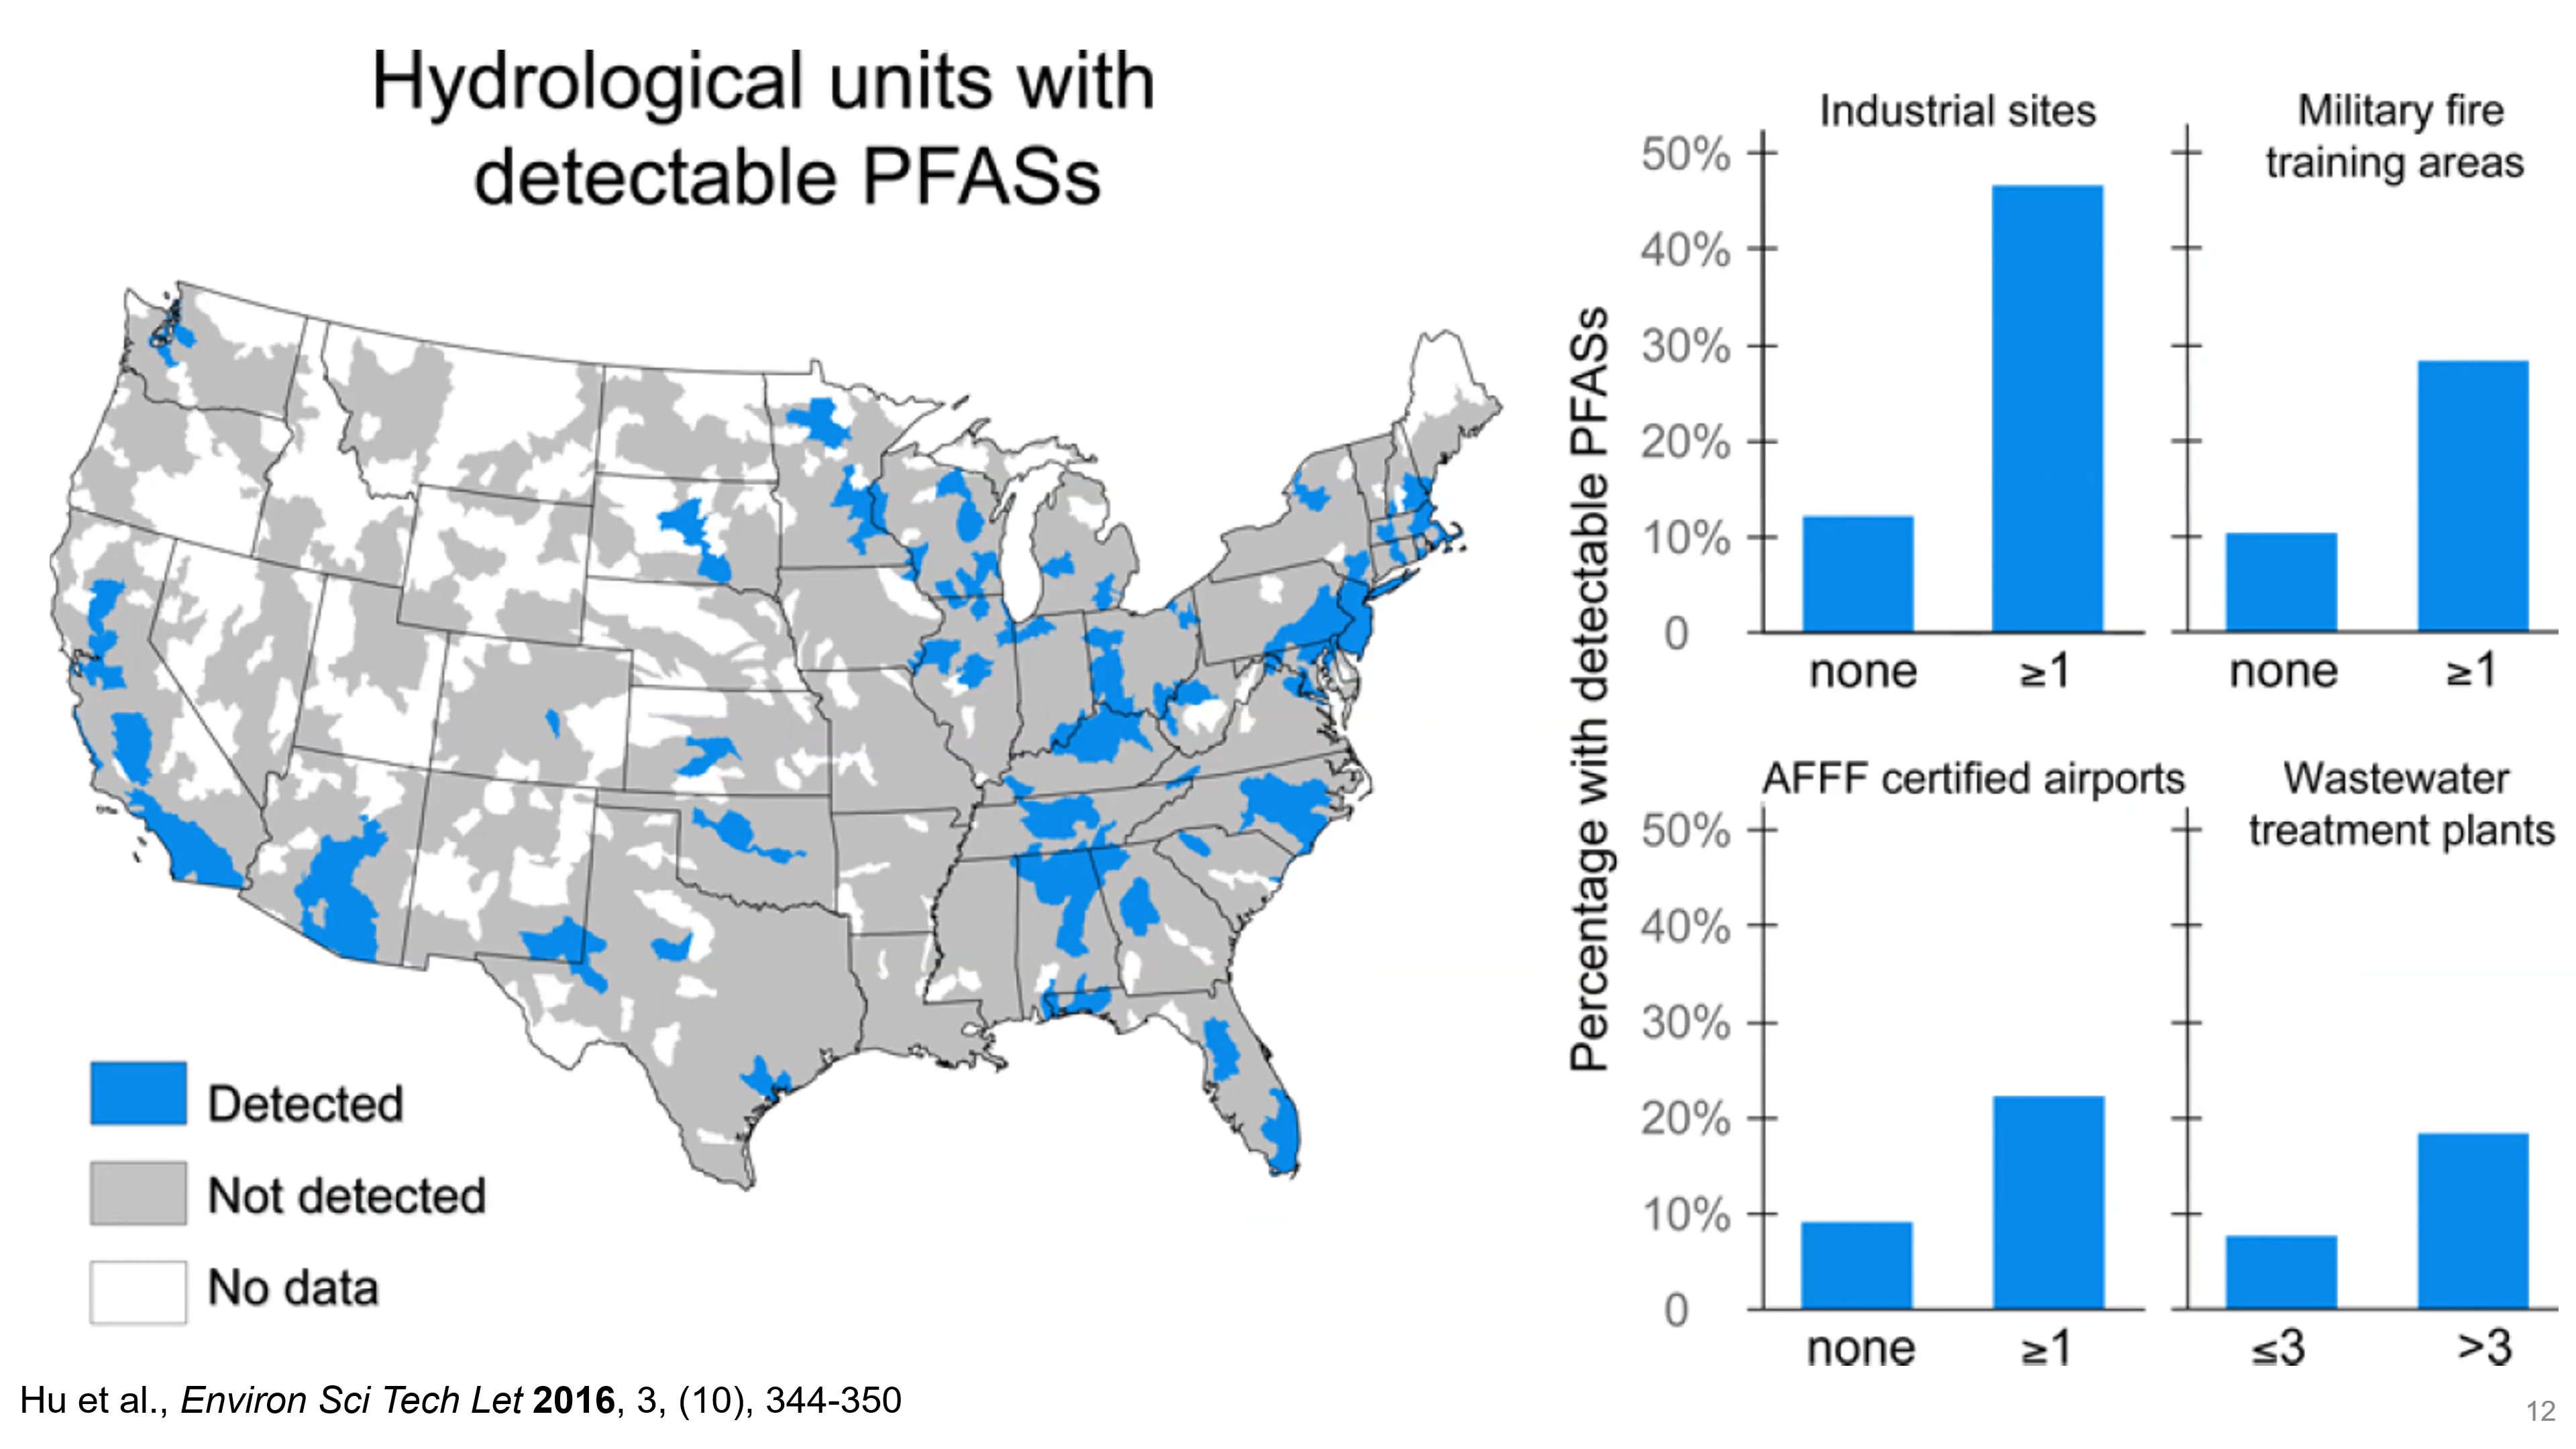 Hydrological units with
detectable PFASs
Detected
Not detected
No data
Percentage with detectable PFASs
Industrial sites
50%
40%
30%
20%
10%
0
none
≥1
Military fire
training areas
none
≥1
AFFF certified airports
50%
40%
30%
20%
10%
0
none
≥1
Wastewater
treatment plants
≤3
>3
Hu et al., Environ Sci Tech Let 2016, 3, (10), 344-350
12